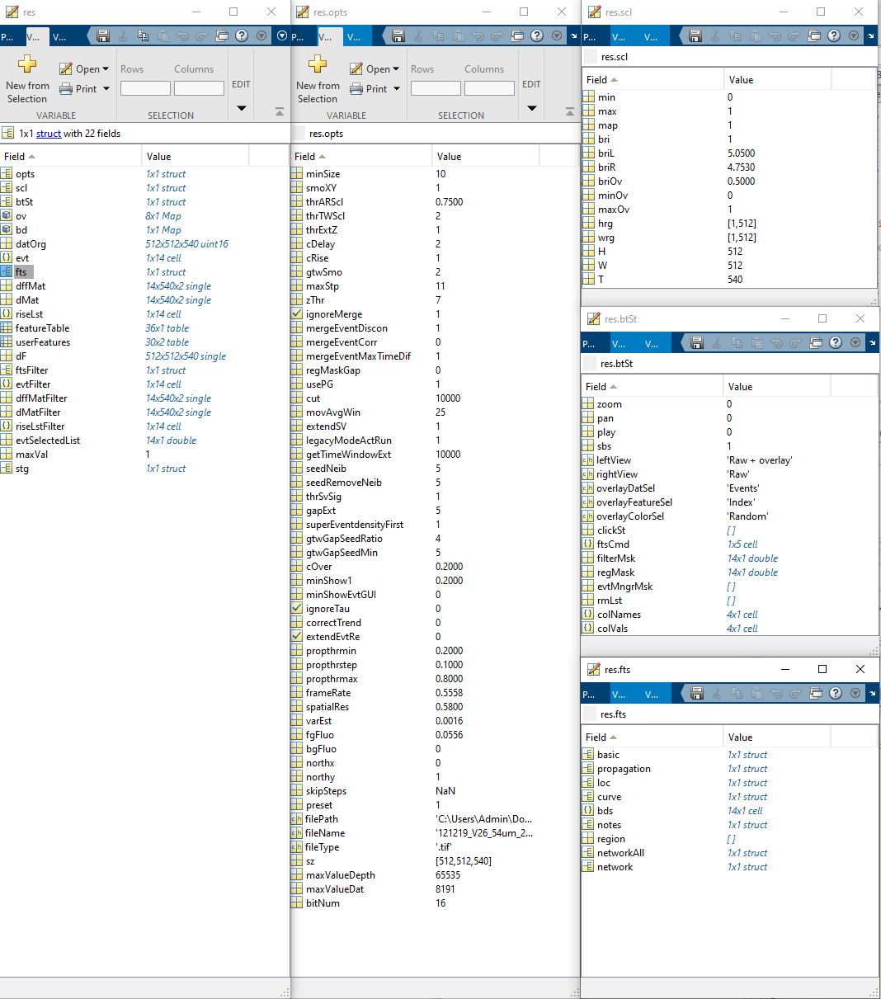 res
P... V... V...
New from
Selection
Open
Print
VARIABLE
Rows Columns
SELECTION
EDIT
1x1 struct with 22 fields
Field Value
opts 1x1 struct
scl 1x1 struct
btSt 1x1 struct
ov 8x1 Map
bd 1x1 Map
datOrg 512x512x540 uint16
evt 1x14 cell
fts 1x1 struct
dffMat 14x540x2 single
dMat 14x540x2 single
riseLst 1x14 cell
featureTable 36x1 table
userFeatures 30x2 table
dF 512x512x540 single
ftsFilter 1x1 struct
evtFilter 1x14 cell
dffMatFilter 14x540x2 single
dMatFilter 14x540x2 single
riseLstFilter 1x14 cell
evtSelectedList 14x1 double
maxVal 1
stg 1x1 struct
res.opts
P... V... V...
New from
Selection
Open
Print
VARIABLE
Rows Columns
SELECTION
EDIT
res.opts
Field Value
minSize 10
smoXY 1
thrARScl 0.7500
thrTWScl 2
thrExtZ 1
cDelay 2
cRise 1
gtwSmo 2
maxStp 11
zThr 7
ignoreMerge 1
mergeEventDiscon 1
mergeEventCorr 0
mergeEventMaxTimeDif 1
regMaskGap 0
usePG 1
cut 10000
movAvgWin 25
extendSV 1
legacyModeActRun 1
getTimeWindowExt 10000
seedNeib 5
seedRemoveNeib 5
thrSvSig 1
gapExt 5
superEventdensityFirst 1
gtwGapSeedRatio 4
gtwGapSeedMin 5
cOver 0.2000
minShow1 0.2000
minShowEvtGUI 0
ignoreTau 0
correctTrend 0
extendEvtRe 0
propthrmin 0.2000
propthrstep 0.1000
propthrmax 0.8000
frameRate 0.5558
spatialRes 0.5800
varEst 0.0016
fgFluo 0.0556
bgFluo 0
northx 0
northy 1
skipSteps NaN
preset 1
filePath 'C:\Users\Admin\Do...
fileName '121219_V26_54um_2...
fileType '.tif'
sz [512,512,540]
maxValueDepth 65535
maxValueDat 8191
bitNum 16
res.scl
P... V... V...
res.scl
Field Value
min 0
max 1
map 1
bri 1
briL 5.0500
briR 4.7530
briOv 0.5000
minOv 0
maxOv 1
hrg [1,512]
wrg [1,512]
H 512
W 512
T 540
res.btSt
P... V... V...
res.btSt
Field Value
zoom 0
pan 0
play 0
sbs 1
leftView 'Raw + overlay'
rightView 'Raw'
overlayDatSel 'Events'
overlayFeatureSel 'Index'
overlayColorSel 'Random'
clickSt []
ftsCmd 1x5 cell
filterMsk 14x1 double
regMask 14x1 double
evtMngrMsk []
rmLst []
colNames 4x1 cell
colVals 4x1 cell
res.fts
P... V... V...
res.fts
Field Value
basic 1x1 struct
propagation 1x1 struct
loc 1x1 struct
curve 1x1 struct
bds 14x1 cell
notes 1x1 struct
region []
networkAll 1x1 struct
network 1x1 struct